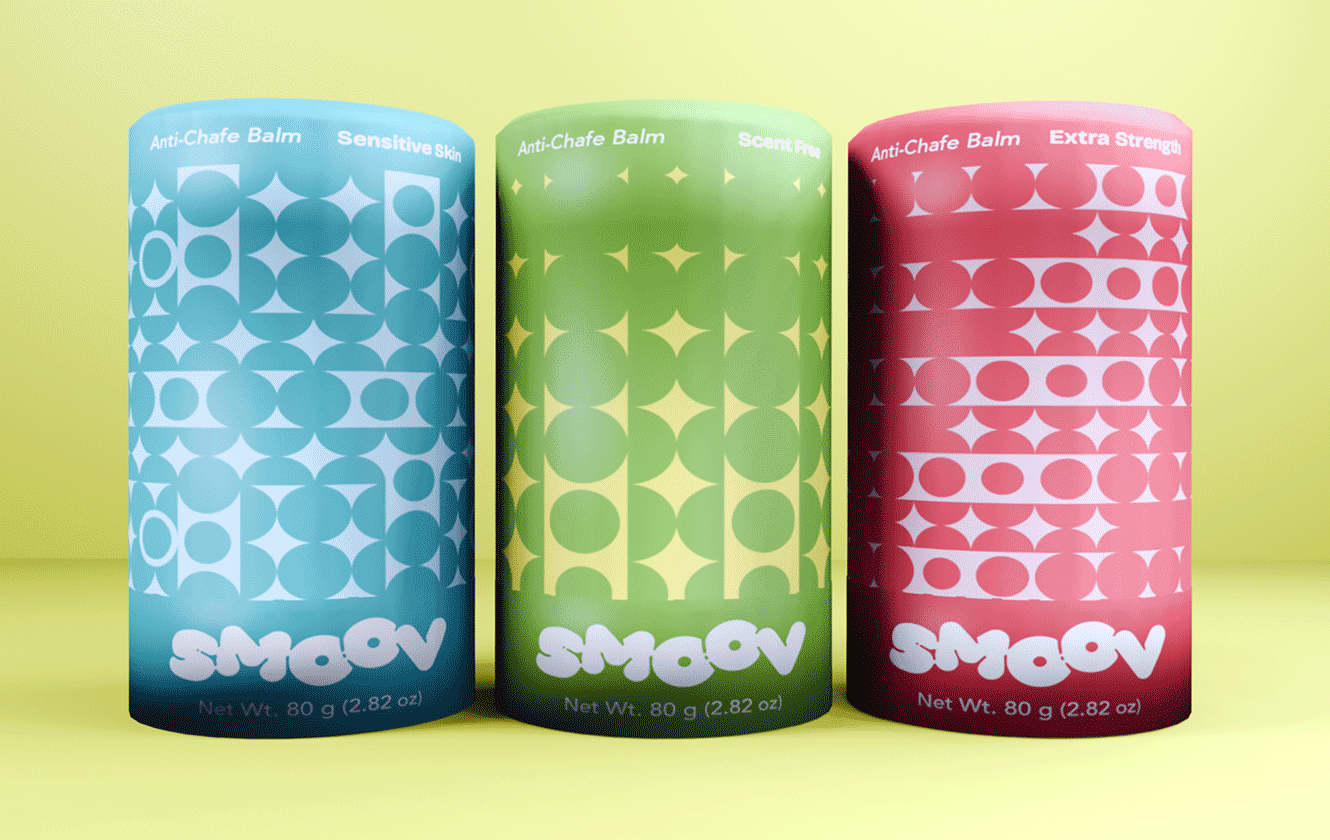 Anti-Chafe Balm Sensitive Skin
SMOOV
Net Wt. 80 g (2.82 oz)
Anti-Chafe Balm Scent Free
SMOOV
Net Wt. 80 g (2.82 oz)
Anti-Chafe Balm Extra Strength
SMOOV
Net Wt. 80 g (2.82 oz)